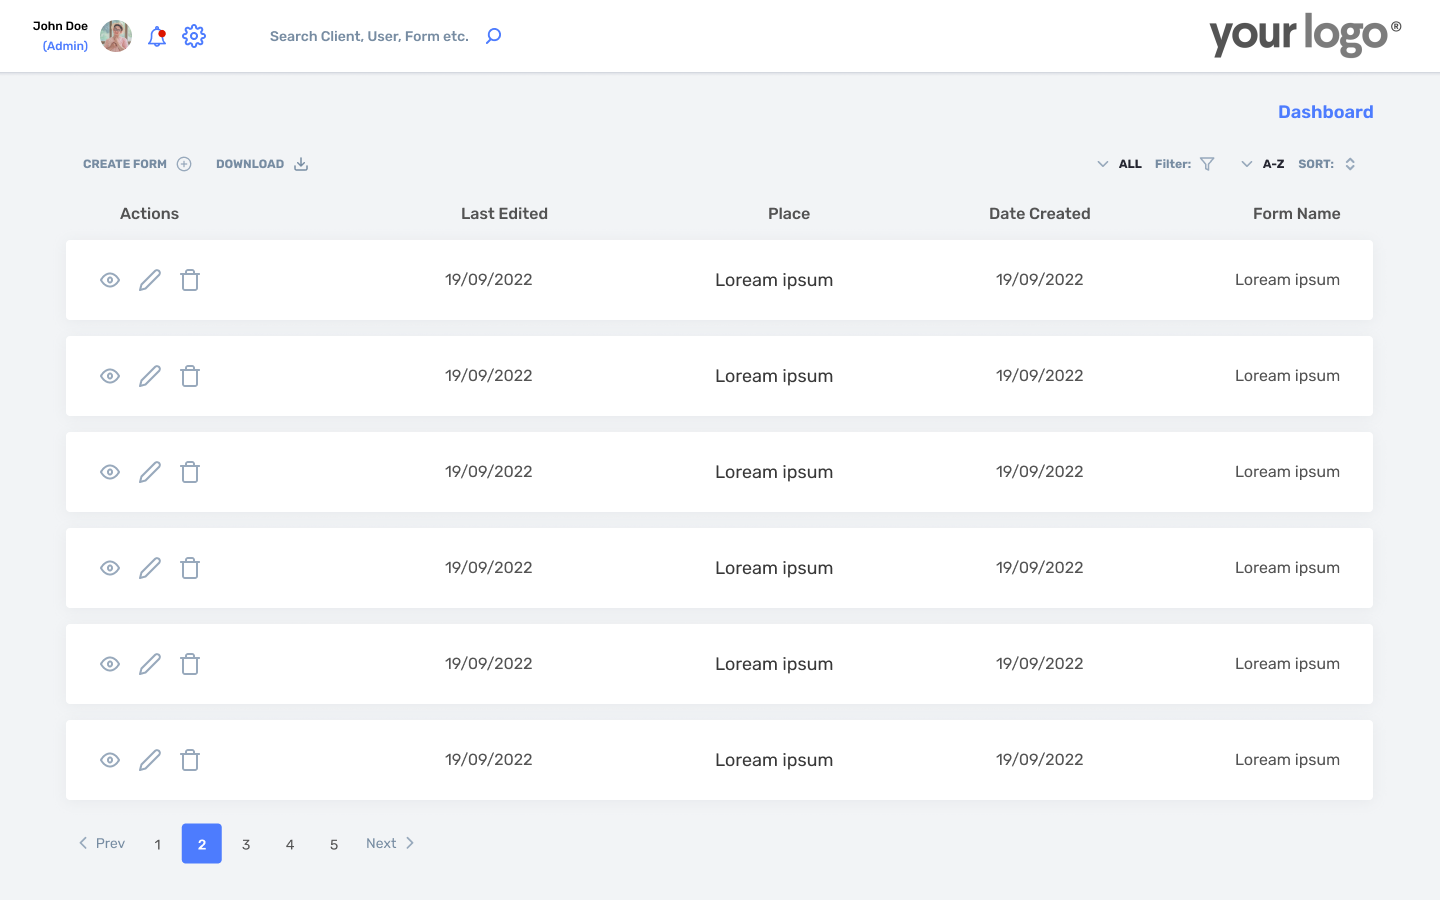 John Doe
(Admin)
Search Client, User, Form etc.
your logo®
Dashboard
CREATE FORM
DOWNLOAD
ALL Filter:
A-Z SORT:
Actions Last Edited Place Date Created Form Name
19/09/2022 Loream ipsum 19/09/2022 Loream ipsum
19/09/2022 Loream ipsum 19/09/2022 Loream ipsum
19/09/2022 Loream ipsum 19/09/2022 Loream ipsum
19/09/2022 Loream ipsum 19/09/2022 Loream ipsum
19/09/2022 Loream ipsum 19/09/2022 Loream ipsum
19/09/2022 Loream ipsum 19/09/2022 Loream ipsum
Prev 1 2 3 4 5 Next